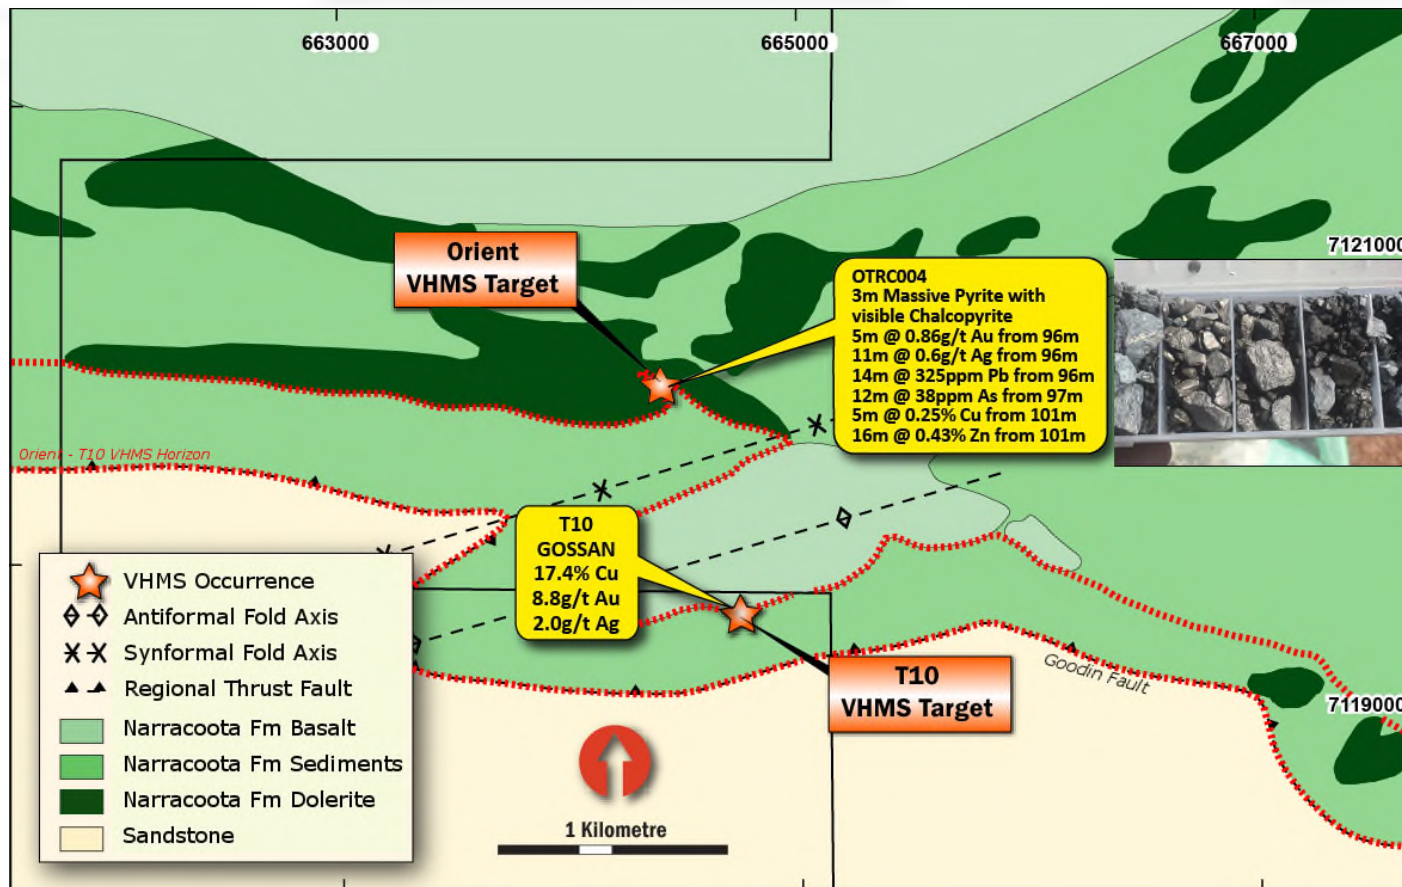 663000
665000
667000
7121000
Orient
VHMS Target
OTRC004
3m Massive Pyrite with
visible Chalcopyrite
5m @ 0.86g/t Au from 96m
11m @ 0.6g/t Ag from 96m
14m @ 325ppm Pb from 96m
12m @ 38ppm As from 97m
5m @ 0.25% Cu from 101m
16m @ 0.43% Zn from 101m
Orient - T10 VHMS Horizon
T10
GOSSAN
17.4% Cu
8.8g/t Au
2.0g/t Ag
T10
VHMS Target
Goodin Fault
7119000
VHMS Occurrence
Antiformal Fold Axis
Synformal Fold Axis
Regional Thrust Fault
Narracoota Fm Basalt
Narracoota Fm Sediments
Narracoota Fm Dolerite
Sandstone
1 Kilometre